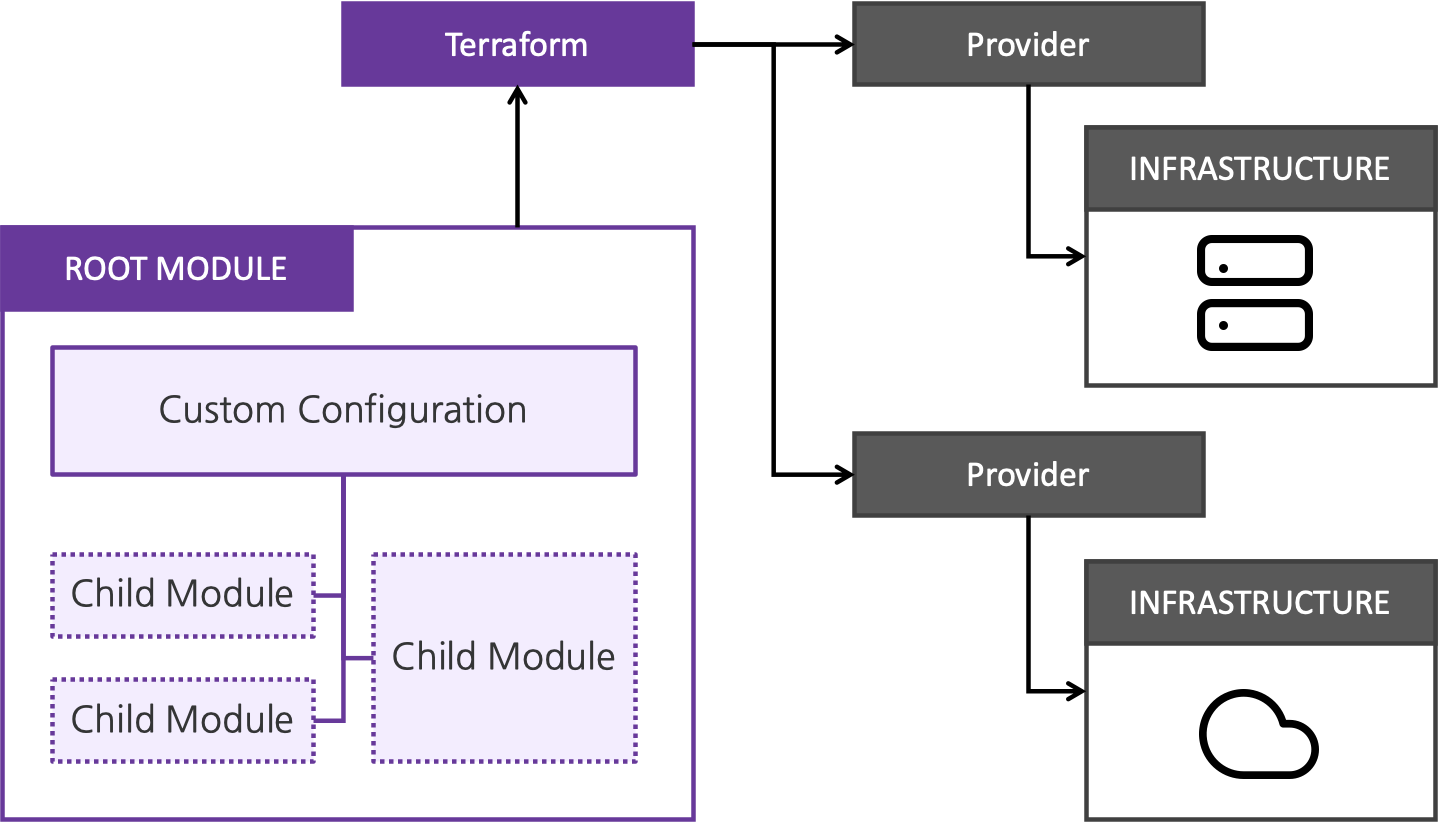 Terraform
Provider
INFRASTRUCTURE
ROOT MODULE
Custom Configuration
Provider
Child Module
Child Module
Child Module
INFRASTRUCTURE